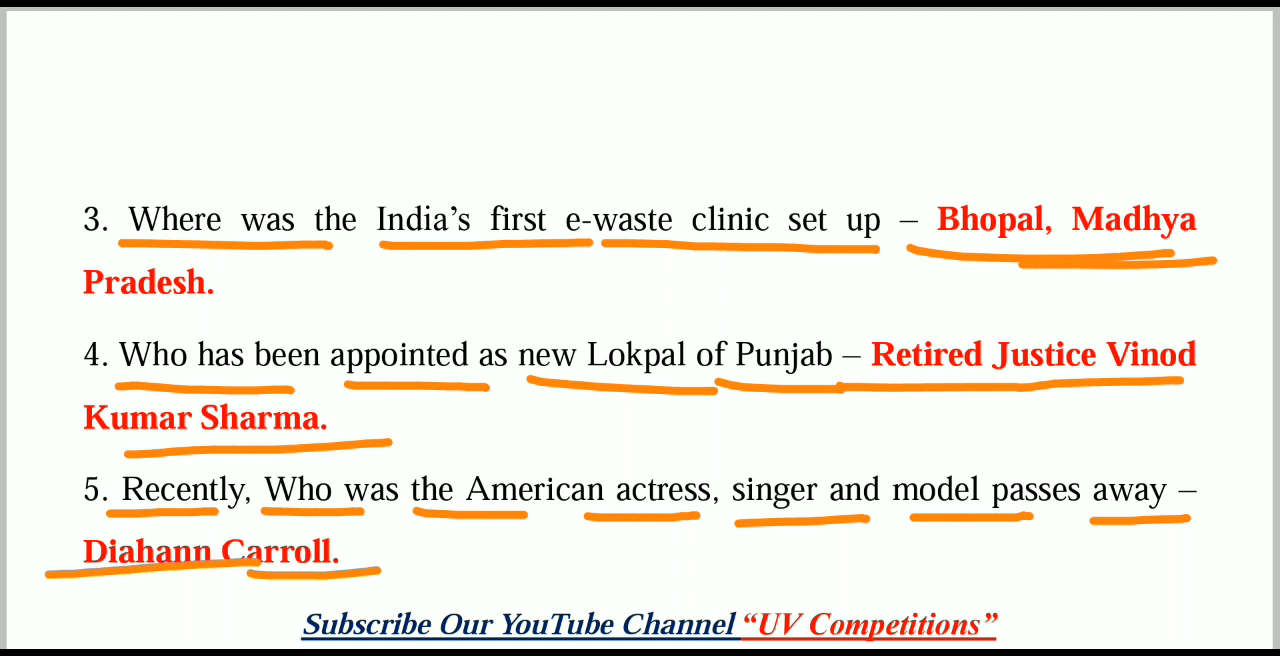 3. Where was the India’s first e-waste clinic set up – Bhopal, Madhya
Pradesh.
4. Who has been appointed as new Lokpal of Punjab – Retired Justice Vinod
Kumar Sharma.
5. Recently, Who was the American actress, singer and model passes away –
Diahann Carroll.
Subscribe Our YouTube Channel “UV Competitions”